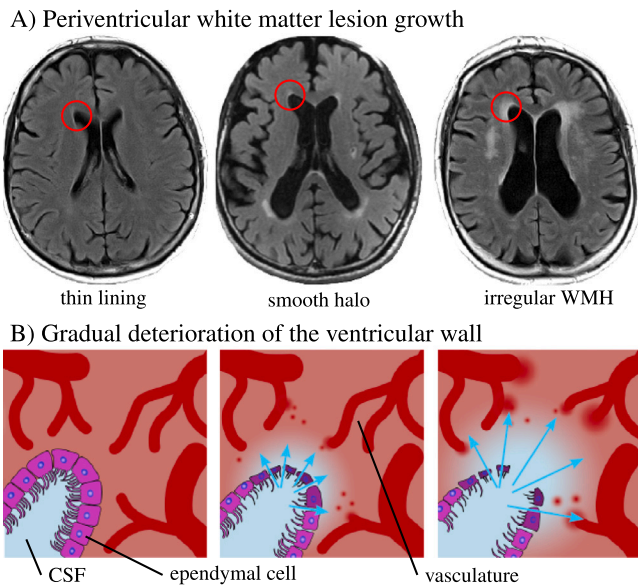 A) Periventricular white matter lesion growth
thin lining
smooth halo
irregular WMH
B) Gradual deterioration of the ventricular wall
CSF
ependymal cell
vasculature